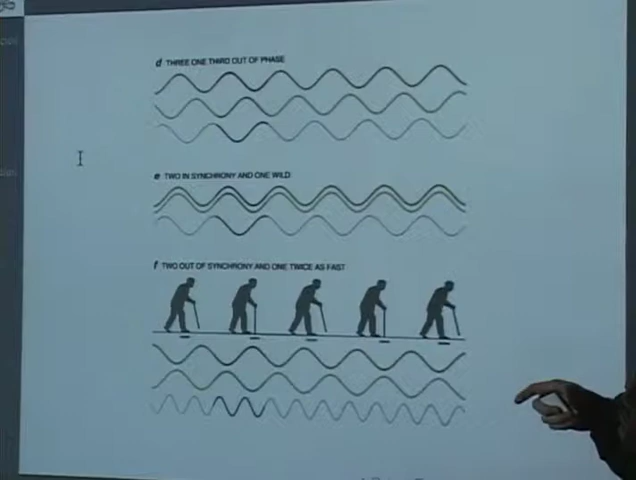 d THREE ONE THIRD OUT OF PHASE
e TWO IN SYNCHRONY AND ONE WILD
f TWO OUT OF SYNCHRONY AND ONE TWICE AS FAST